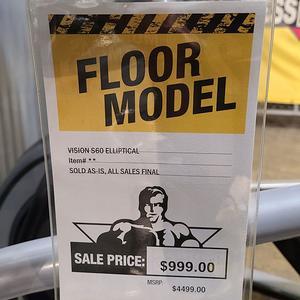 FLOOR
MODEL
VISION S60 ELLIPTICAL
Item# **
SOLD AS-IS, ALL SALES FINAL
SALE PRICE: $999.00
MSRP: $4499.00